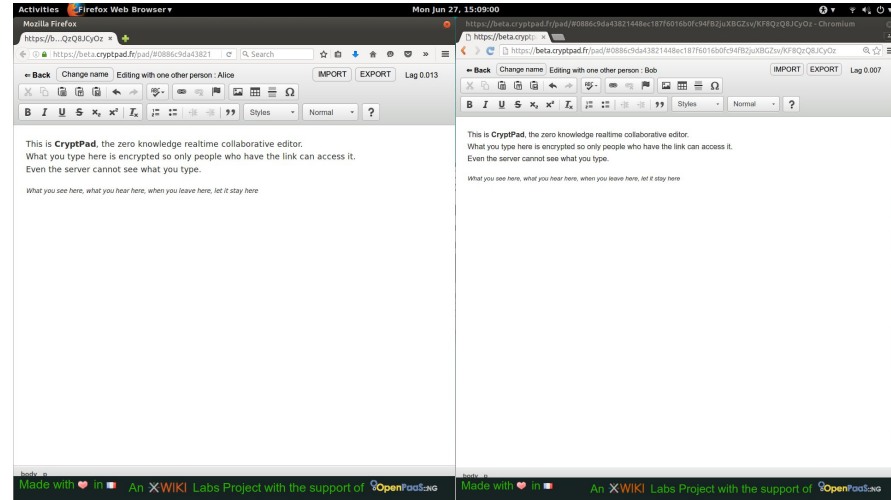 Activities Firefox Web Browser ▾ Mon Jun 27, 15:09:00
Mozilla Firefox
https://b...QzQ8JCyOz ×
https://beta.cryptpad.fr/pad/#0886c9da43821 Search
⇐ Back Change name Editing with one other person : Alice IMPORT EXPORT Lag 0.013
ABC Ω
B I U S x₂ x² Iₓ Styles Normal ?
This is CryptPad, the zero knowledge realtime collaborative editor.
What you type here is encrypted so only people who have the link can access it.
Even the server cannot see what you type.
What you see here, what you hear here, when you leave here, let it stay here
body p
Made with ❤ in 🇫🇷 An XWIKI Labs Project with the support of OpenPaaS::NG
https://beta.cryptpad.fr/pad/#0886c9da43821448ec187f6016b0fc94fB2juXBGZsv/KF8QzQ8JCyOz - Chromium
https://beta.crypt ×
https://beta.cryptpad.fr/pad/#0886c9da43821448ec187f6016b0fc94fB2juXBGZsv/KF8QzQ8JCyOz
⇐ Back Change name Editing with one other person : Bob IMPORT EXPORT Lag 0.007
ABC Ω
B I U S x₂ x² Iₓ Styles Normal ?
This is CryptPad, the zero knowledge realtime collaborative editor.
What you type here is encrypted so only people who have the link can access it.
Even the server cannot see what you type.
What you see here, what you hear here, when you leave here, let it stay here
body p
Made with ❤ in 🇫🇷 An XWIKI Labs Project with the support of OpenPaaS::NG